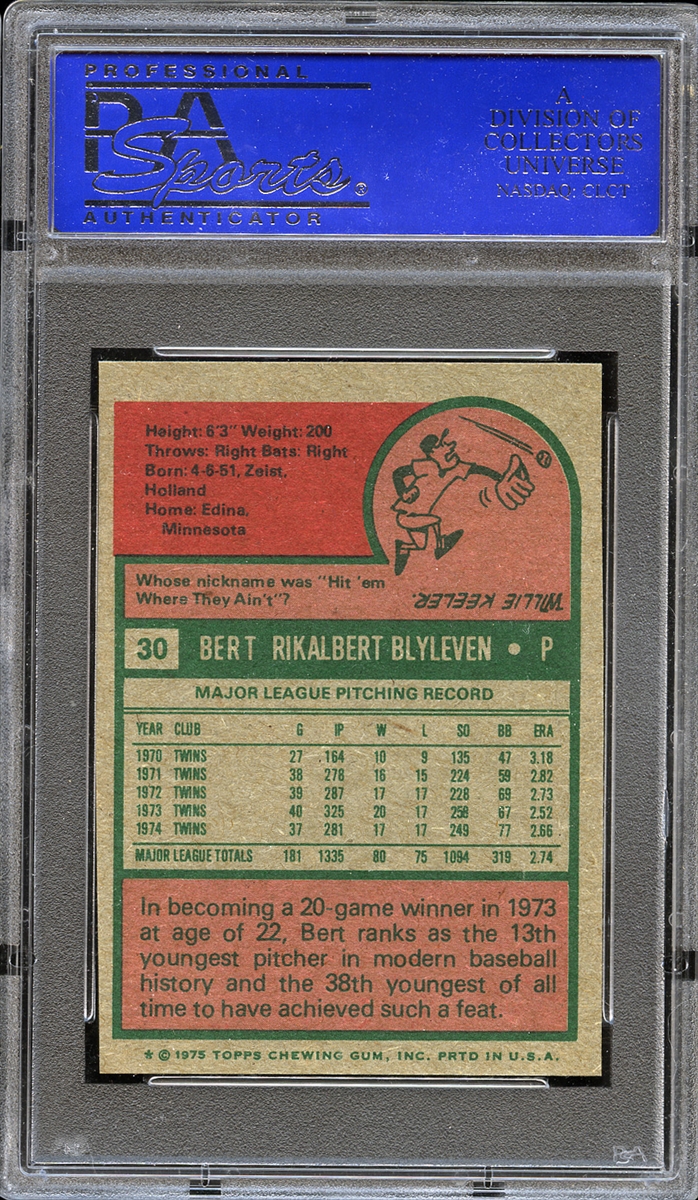 PROFESSIONAL
PSA
Sports ®
AUTHENTICATOR
A
DIVISION OF
COLLECTORS
UNIVERSE
NASDAQ: CLCT
Height: 6'3" Weight: 200
Throws: Right Bats: Right
Born: 4-6-51, Zeist,
Holland
Home: Edina,
Minnesota
Whose nickname was "Hit 'em
Where They Ain't"?
WILLIE KEELER.
30 BERT RIKALBERT BLYLEVEN • P
MAJOR LEAGUE PITCHING RECORD
YEAR CLUB G IP W L SO BB ERA
1970 TWINS 27 164 10 9 135 47 3.18
1971 TWINS 38 278 16 15 224 59 2.82
1972 TWINS 39 287 17 17 228 69 2.73
1973 TWINS 40 325 20 17 258 67 2.52
1974 TWINS 37 281 17 17 249 77 2.66
MAJOR LEAGUE TOTALS 181 1335 80 75 1094 319 2.74
In becoming a 20-game winner in 1973
at age of 22, Bert ranks as the 13th
youngest pitcher in modern baseball
history and the 38th youngest of all
time to have achieved such a feat.
* © 1975 TOPPS CHEWING GUM, INC. PRTD IN U.S.A.
PSA